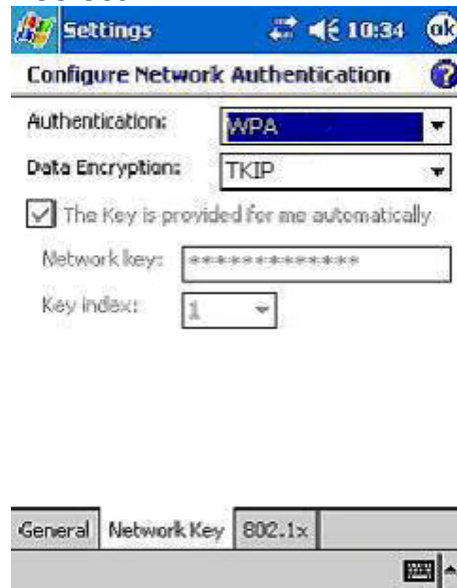 Settings 10:34 ok
Configure Network Authentication ?
Authentication: WPA
Data Encryption: TKIP
The Key is provided for me automatically
Network key: *************
Key index: 1
General Network Key 802.1x